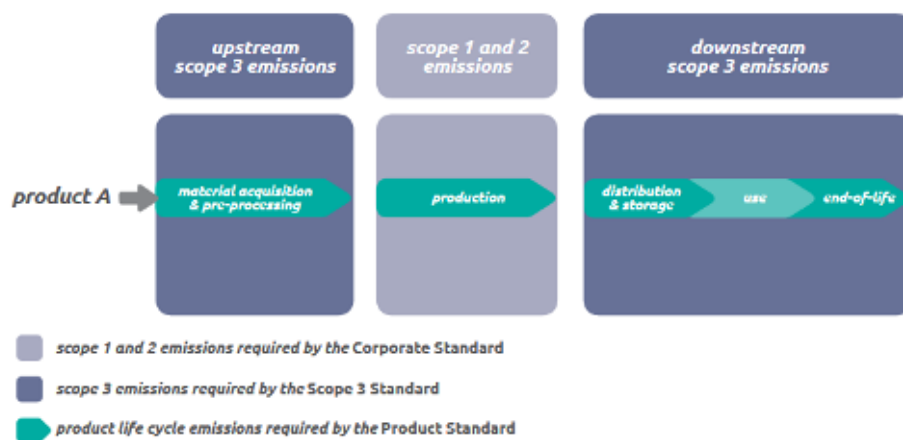 upstream
scope 3 emissions
scope 1 and 2
emissions
downstream
scope 3 emissions
product A
material acquisition
& pre-processing
production
distribution
& storage
use
end-of-life
scope 1 and 2 emissions required by the Corporate Standard
scope 3 emissions required by the Scope 3 Standard
product life cycle emissions required by the Product Standard